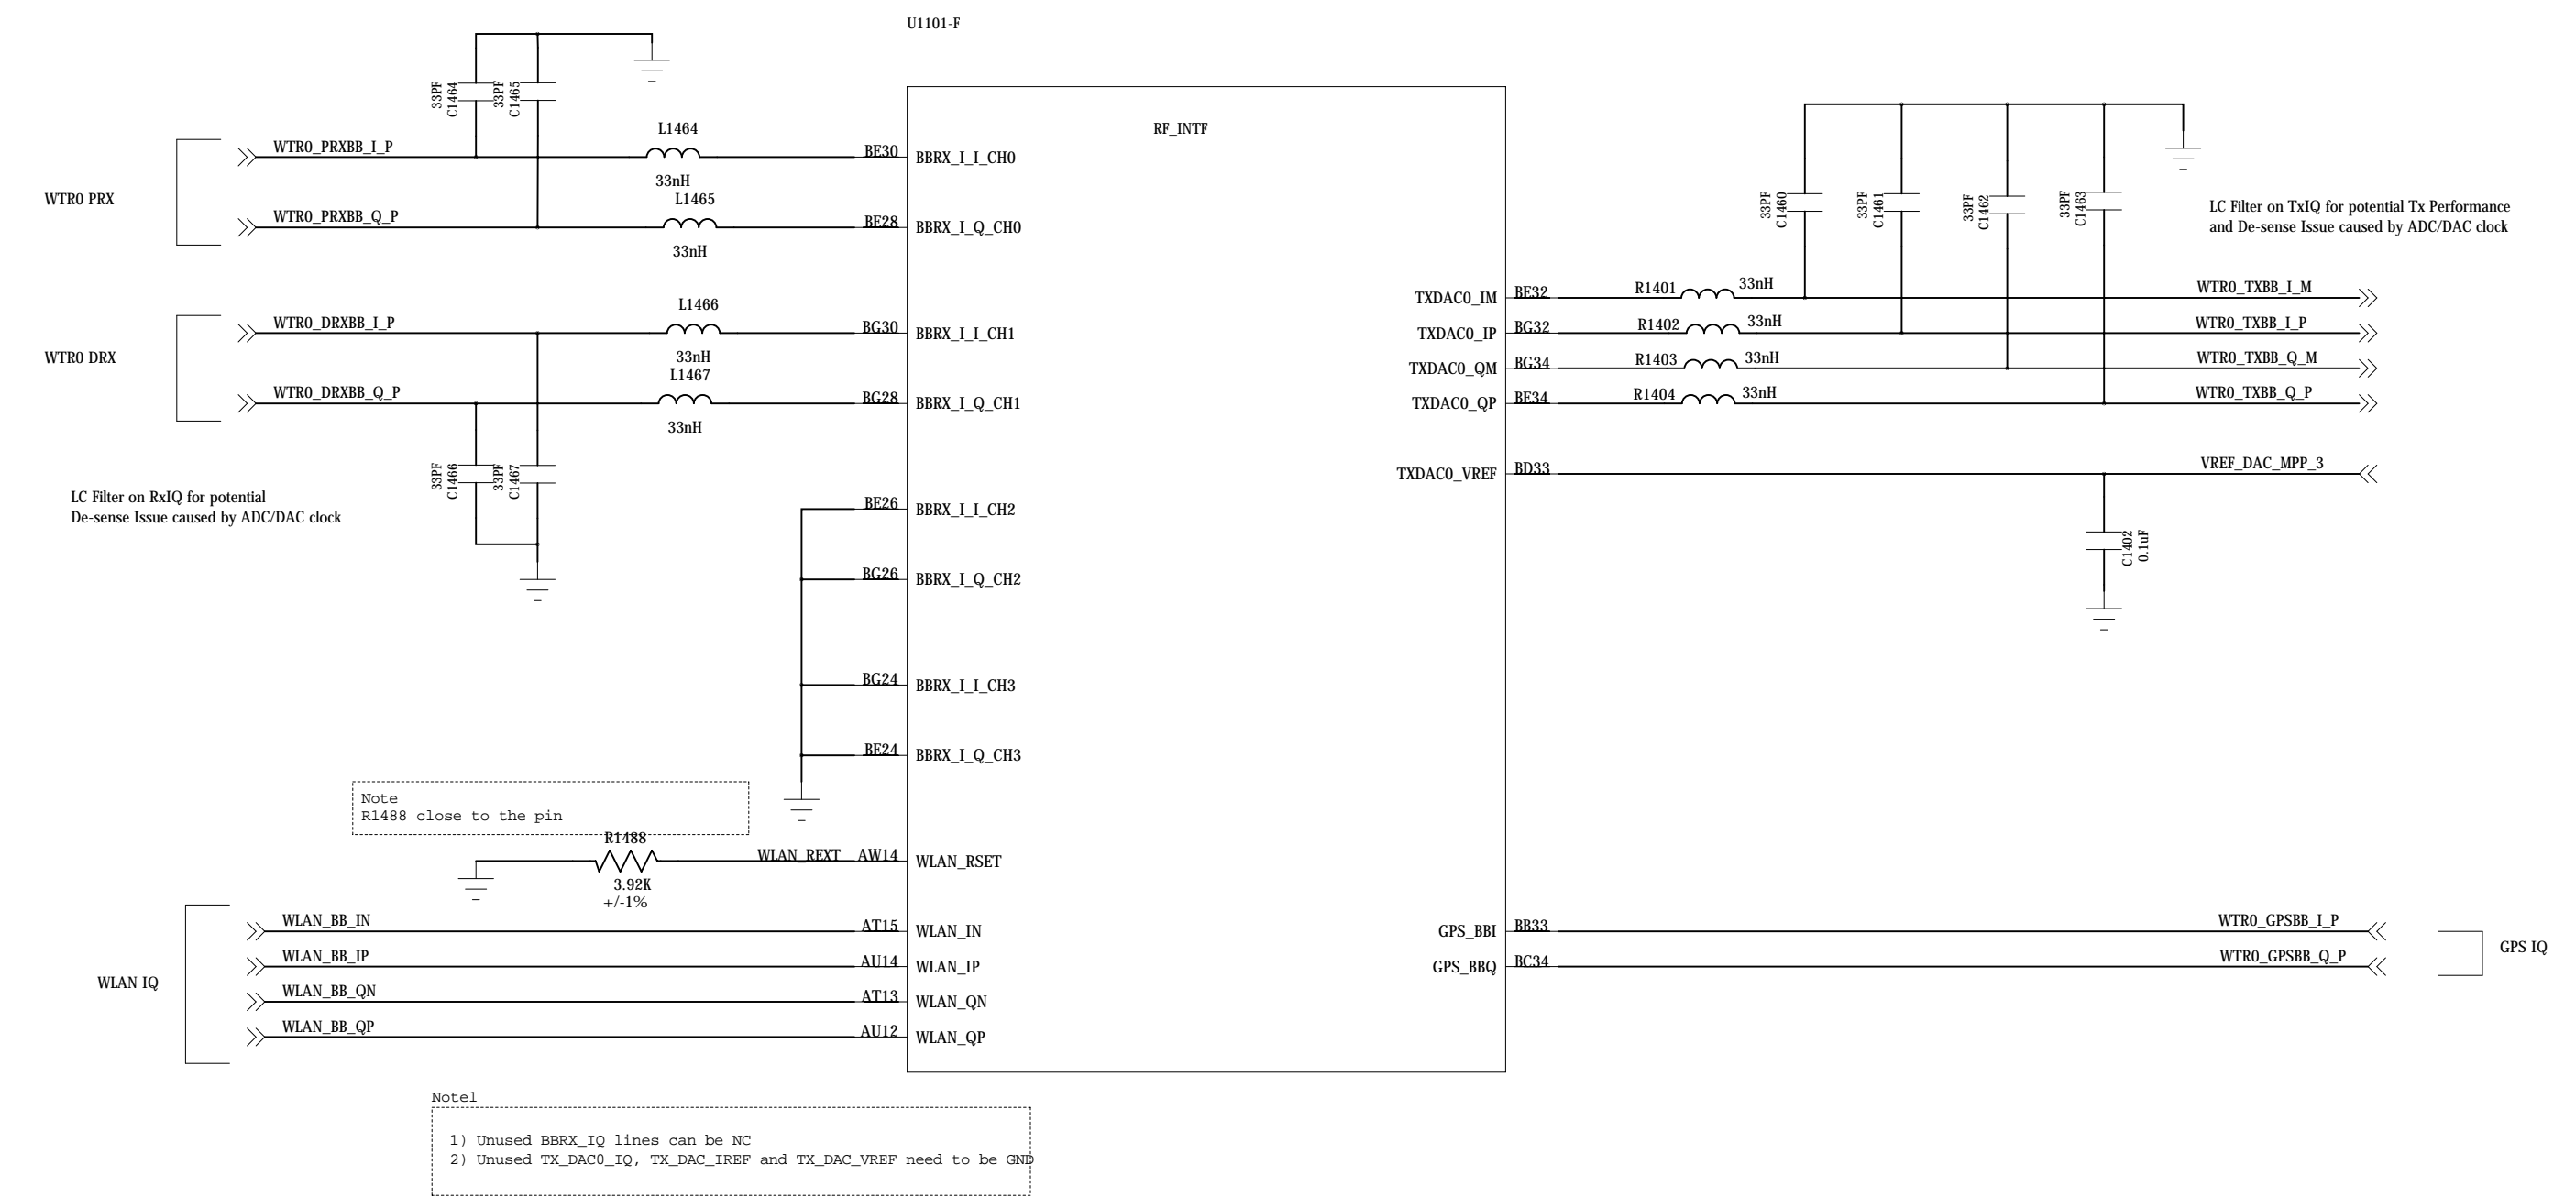 U1101-F
RF_INTF
33PF
C1464
33PF
C1465
WTR0 PRX
WTR0_PRXBB_I_P
L1464
33nH
BE30
BBRX_I_I_CH0
WTR0_PRXBB_Q_P
L1465
33nH
BE28
BBRX_I_Q_CH0
WTR0 DRX
WTR0_DRXBB_I_P
L1466
33nH
BG30
BBRX_I_I_CH1
WTR0_DRXBB_Q_P
L1467
33nH
BG28
BBRX_I_Q_CH1
33PF
C1466
33PF
C1467
LC Filter on RxIQ for potential
De-sense Issue caused by ADC/DAC clock
BE26
BBRX_I_I_CH2
BG26
BBRX_I_Q_CH2
BG24
BBRX_I_I_CH3
BE24
BBRX_I_Q_CH3
Note
R1488 close to the pin
R1488
3.92K
+/-1%
WLAN_REXT
AW14
WLAN_RSET
WLAN IQ
WLAN_BB_IN
AT15
WLAN_IN
WLAN_BB_IP
AU14
WLAN_IP
WLAN_BB_QN
AT13
WLAN_QN
WLAN_BB_QP
AU12
WLAN_QP
33PF
C1460
33PF
C1461
33PF
C1462
33PF
C1463
LC Filter on TxIQ for potential Tx Performance
and De-sense Issue caused by ADC/DAC clock
TXDAC0_IM
BE32
R1401
33nH
WTR0_TXBB_I_M
TXDAC0_IP
BG32
R1402
33nH
WTR0_TXBB_I_P
TXDAC0_QM
BG34
R1403
33nH
WTR0_TXBB_Q_M
TXDAC0_QP
BE34
R1404
33nH
WTR0_TXBB_Q_P
TXDAC0_VREF
BD33
VREF_DAC_MPP_3
C1402
0.1uF
GPS_BBI
BB33
WTR0_GPSBB_I_P
GPS_BBQ
BC34
WTR0_GPSBB_Q_P
GPS IQ
Note1
1) Unused BBRX_IQ lines can be NC
2) Unused TX_DAC0_IQ, TX_DAC_IREF and TX_DAC_VREF need to be GND